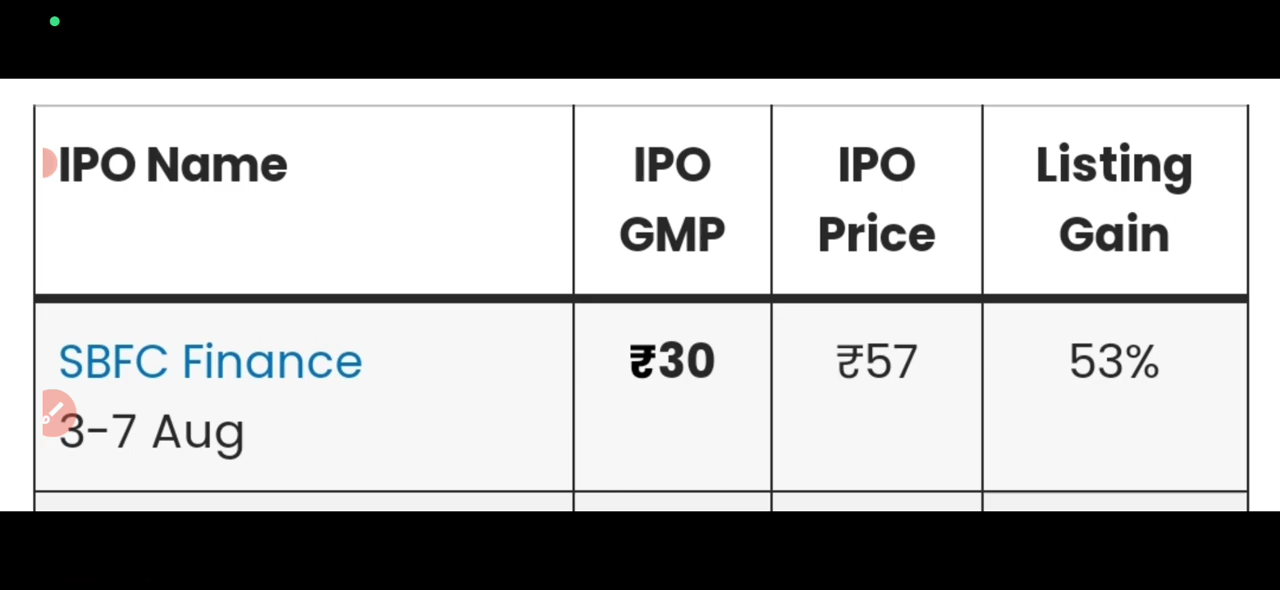 IPO Name
IPO
GMP
IPO
Price
Listing
Gain
SBFC Finance
3-7 Aug
₹30
₹57
53%